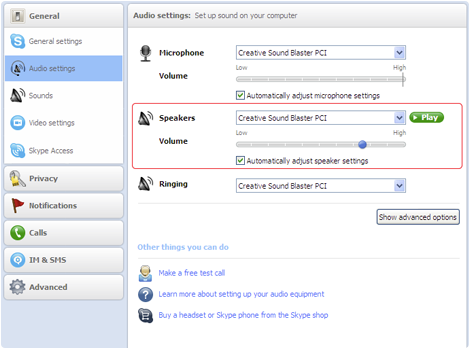 General
General settings
Audio settings
Sounds
Video settings
Skype Access
Privacy
Notifications
Calls
IM & SMS
Advanced
Audio settings: Set up sound on your computer
Microphone Creative Sound Blaster PCI
Volume Low High
Automatically adjust microphone settings
Speakers Creative Sound Blaster PCI Play
Volume Low High
Automatically adjust speaker settings
Ringing Creative Sound Blaster PCI
Show advanced options
Other things you can do
Make a free test call
Learn more about setting up your audio equipment
Buy a headset or Skype phone from the Skype shop